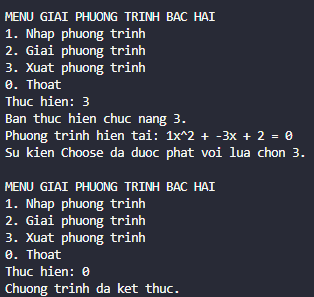 MENU GIAI PHUONG TRINH BAC HAI
1. Nhap phuong trinh
2. Giai phuong trinh
3. Xuat phuong trinh
0. Thoat
Thuc hien: 3
Ban thuc hien chuc nang 3.
Phuong trinh hien tai: 1x^2 + -3x + 2 = 0
Su kien Choose da duoc phat voi lua chon 3.

MENU GIAI PHUONG TRINH BAC HAI
1. Nhap phuong trinh
2. Giai phuong trinh
3. Xuat phuong trinh
0. Thoat
Thuc hien: 0
Chuong trinh da ket thuc.